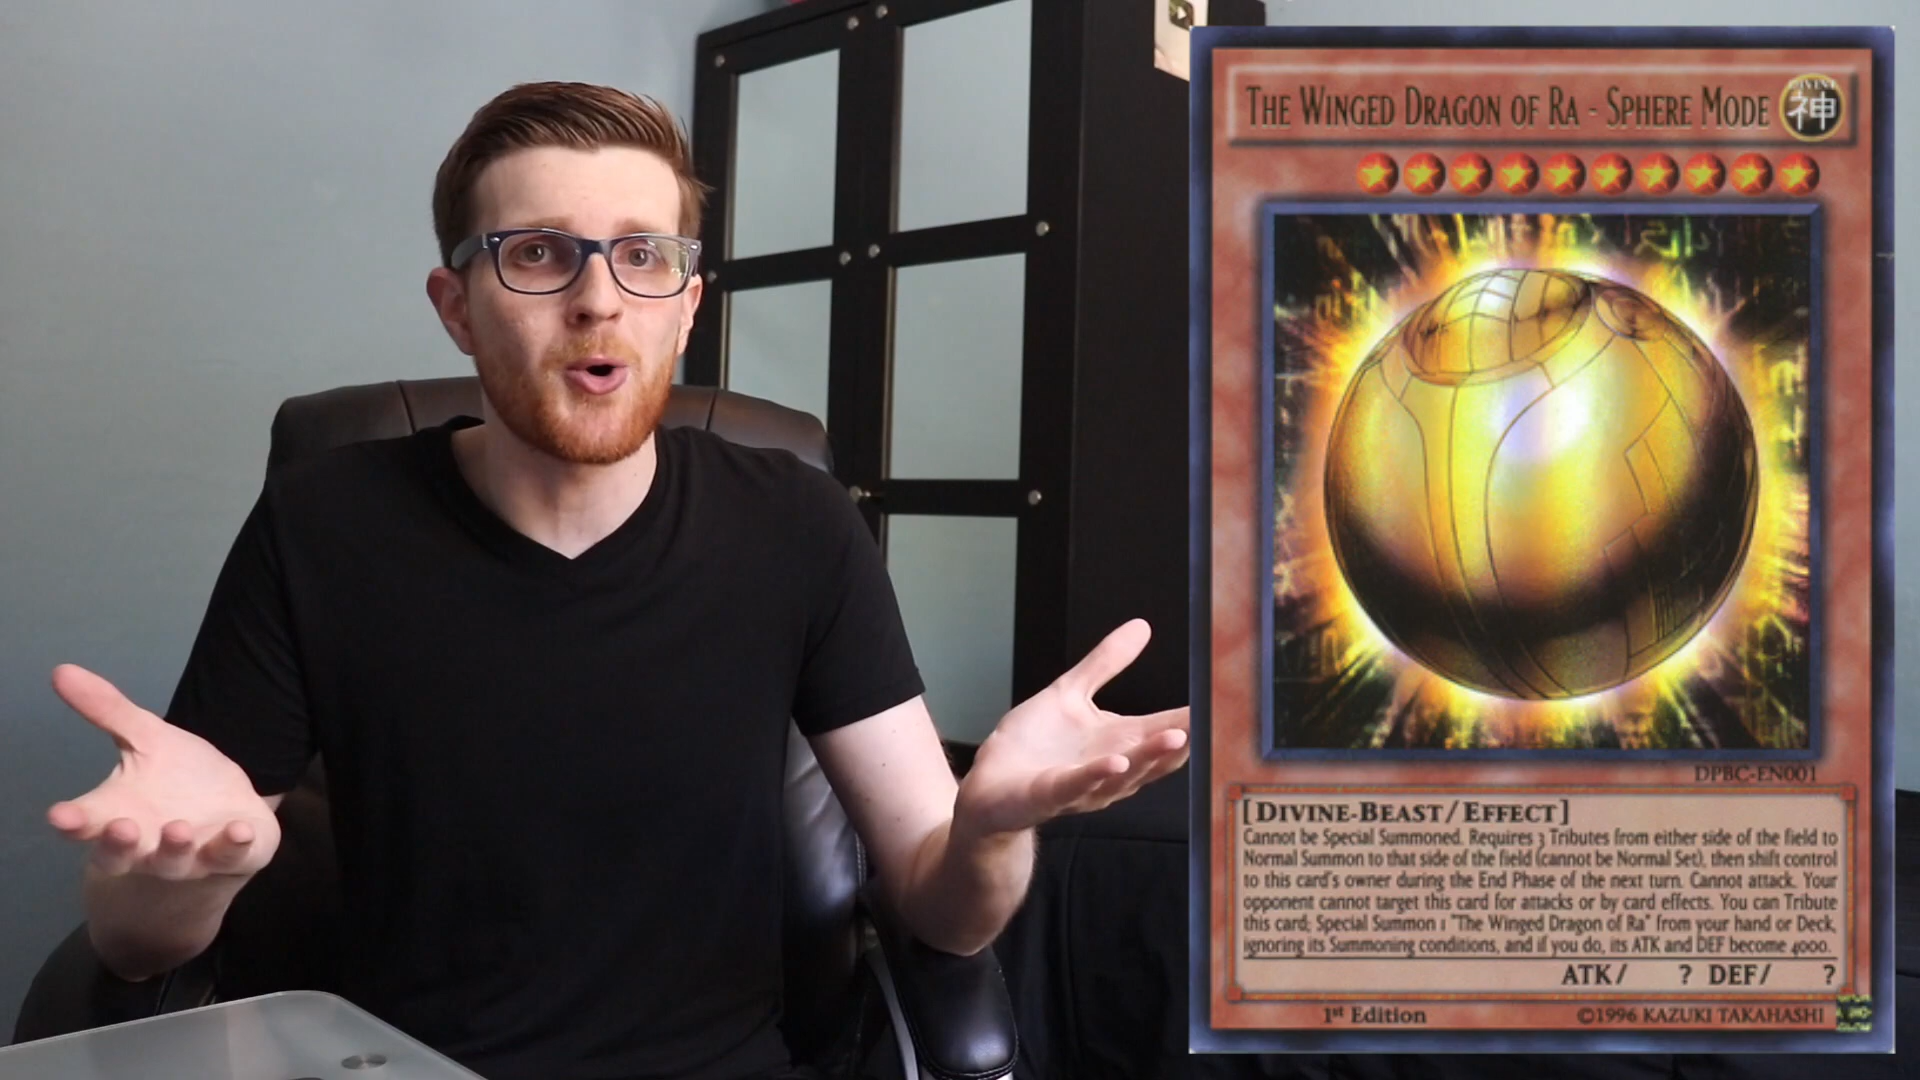 THE WINGED DRAGON OF RA - SPHERE MODE
DIVINE
神
DPBC-EN001
[DIVINE-BEAST/EFFECT]
Cannot be Special Summoned. Requires 3 Tributes from either side of the field to
Normal Summon to that side of the field (cannot be Normal Set), then shift control
to this card's owner during the End Phase of the next turn. Cannot attack. Your
opponent cannot target this card for attacks or by card effects. You can Tribute
this card; Special Summon 1 "The Winged Dragon of Ra" from your hand or Deck,
ignoring its Summoning conditions, and if you do, its ATK and DEF become 4000.
ATK/ ? DEF/ ?
1st Edition
©1996 KAZUKI TAKAHASHI